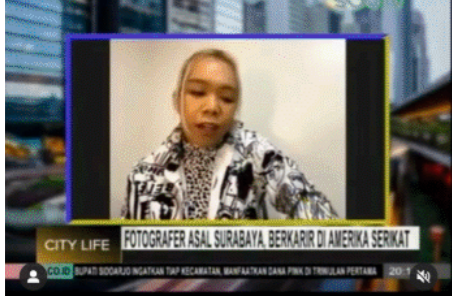 FOTOGRAFER ASAL SURABAYA, BERKARIR DI AMERIKA SERIKAT
CITY LIFE
CO.ID BUPATI SIDOARJO INGATKAN TIAP KECAMATAN, MANFAATKAN DANA PIWK DI TRIWULAN PERTAMA